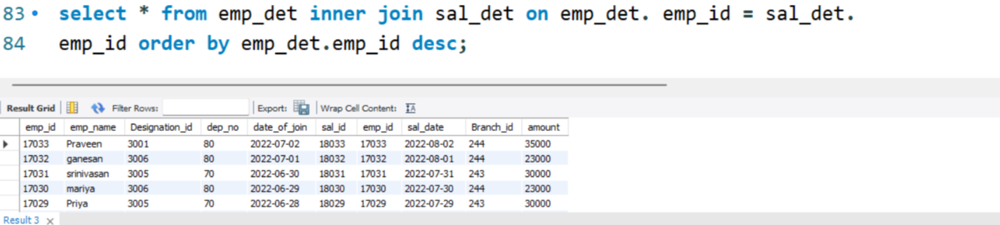 83 • select * from emp_det inner join sal_det on emp_det. emp_id = sal_det.
84 emp_id order by emp_det.emp_id desc;
Result Grid Filter Rows: Export: Wrap Cell Content: IA
emp_id emp_name Designation_id dep_no date_of_join sal_id emp_id sal_date Branch_id amount
17033 Praveen 3001 80 2022-07-02 18033 17033 2022-08-02 244 35000
17032 ganesan 3006 80 2022-07-01 18032 17032 2022-08-01 244 23000
17031 srinivasan 3005 70 2022-06-30 18031 17031 2022-07-31 243 30000
17030 mariya 3006 80 2022-06-29 18030 17030 2022-07-30 244 23000
17029 Priya 3005 70 2022-06-28 18029 17029 2022-07-29 243 30000
Result 3 ×